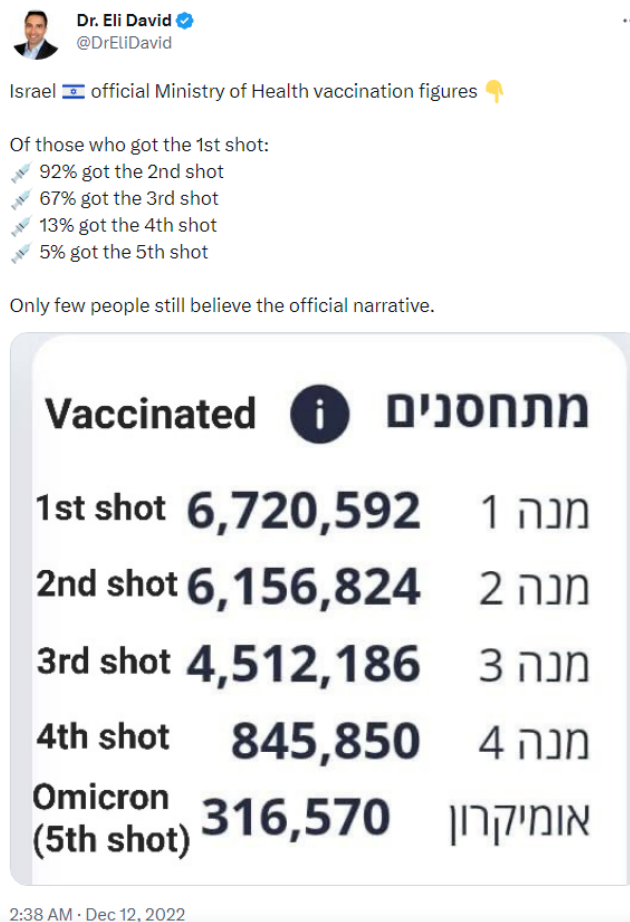 Dr. Eli David
@DrEliDavid
Israel 🇮🇱 official Ministry of Health vaccination figures 👇
Of those who got the 1st shot:
💉 92% got the 2nd shot
💉 67% got the 3rd shot
💉 13% got the 4th shot
💉 5% got the 5th shot
Only few people still believe the official narrative.
Vaccinated i מתחסנים
1st shot 6,720,592 מנה 1
2nd shot 6,156,824 מנה 2
3rd shot 4,512,186 מנה 3
4th shot 845,850 מנה 4
Omicron
(5th shot) 316,570 אומיקרון
2:38 AM · Dec 12, 2022